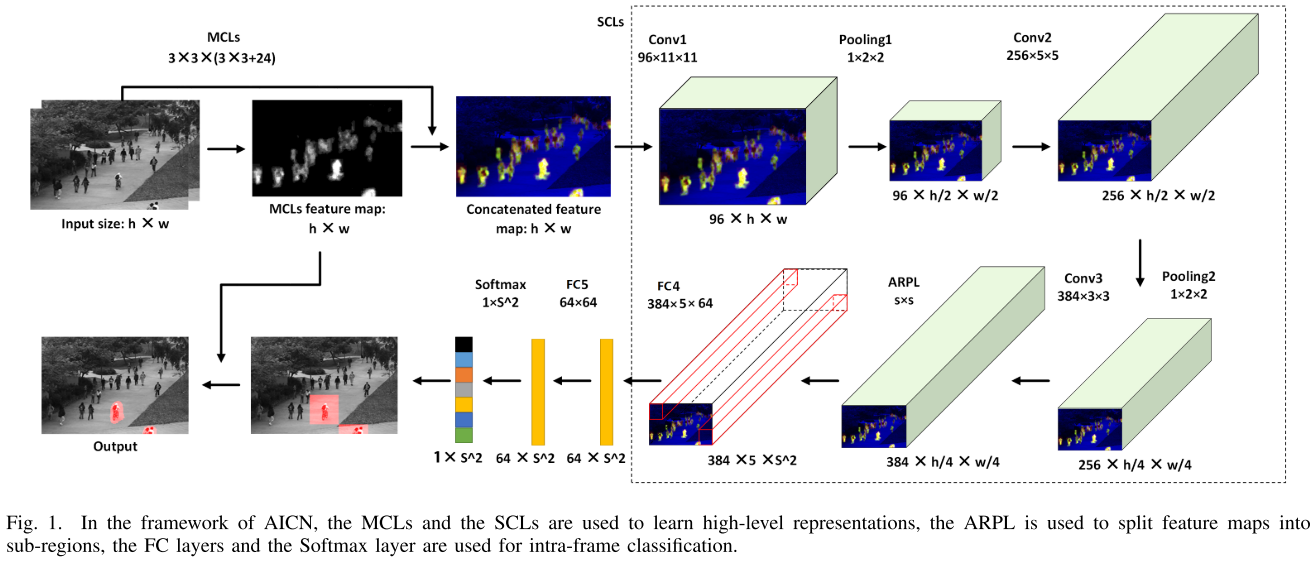 SCLs
MCLs
3×3×(3×3+24)
Conv1
96×11×11
Pooling1
1×2×2
Conv2
256×5×5
Input size: h × w
MCLs feature map:
h × w
Concatenated feature
map: h × w
96 × h × w
96 × h/2 × w/2
256 × h/2 × w/2
Softmax
1×S^2
FC5
64×64
FC4
384×5×64
ARPL
s×s
Conv3
384×3×3
Pooling2
1×2×2
Output
1× S^2
64 × S^2
64 × S^2
384 ×5 ×S^2
384 × h/4 × w/4
256 × h/4 × w/4
Fig. 1. In the framework of AICN, the MCLs and the SCLs are used to learn high-level representations, the ARPL is used to split feature maps into
sub-regions, the FC layers and the Softmax layer are used for intra-frame classification.